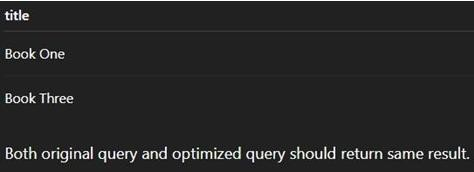 title
Book One
Book Three
Both original query and optimized query should return same result.